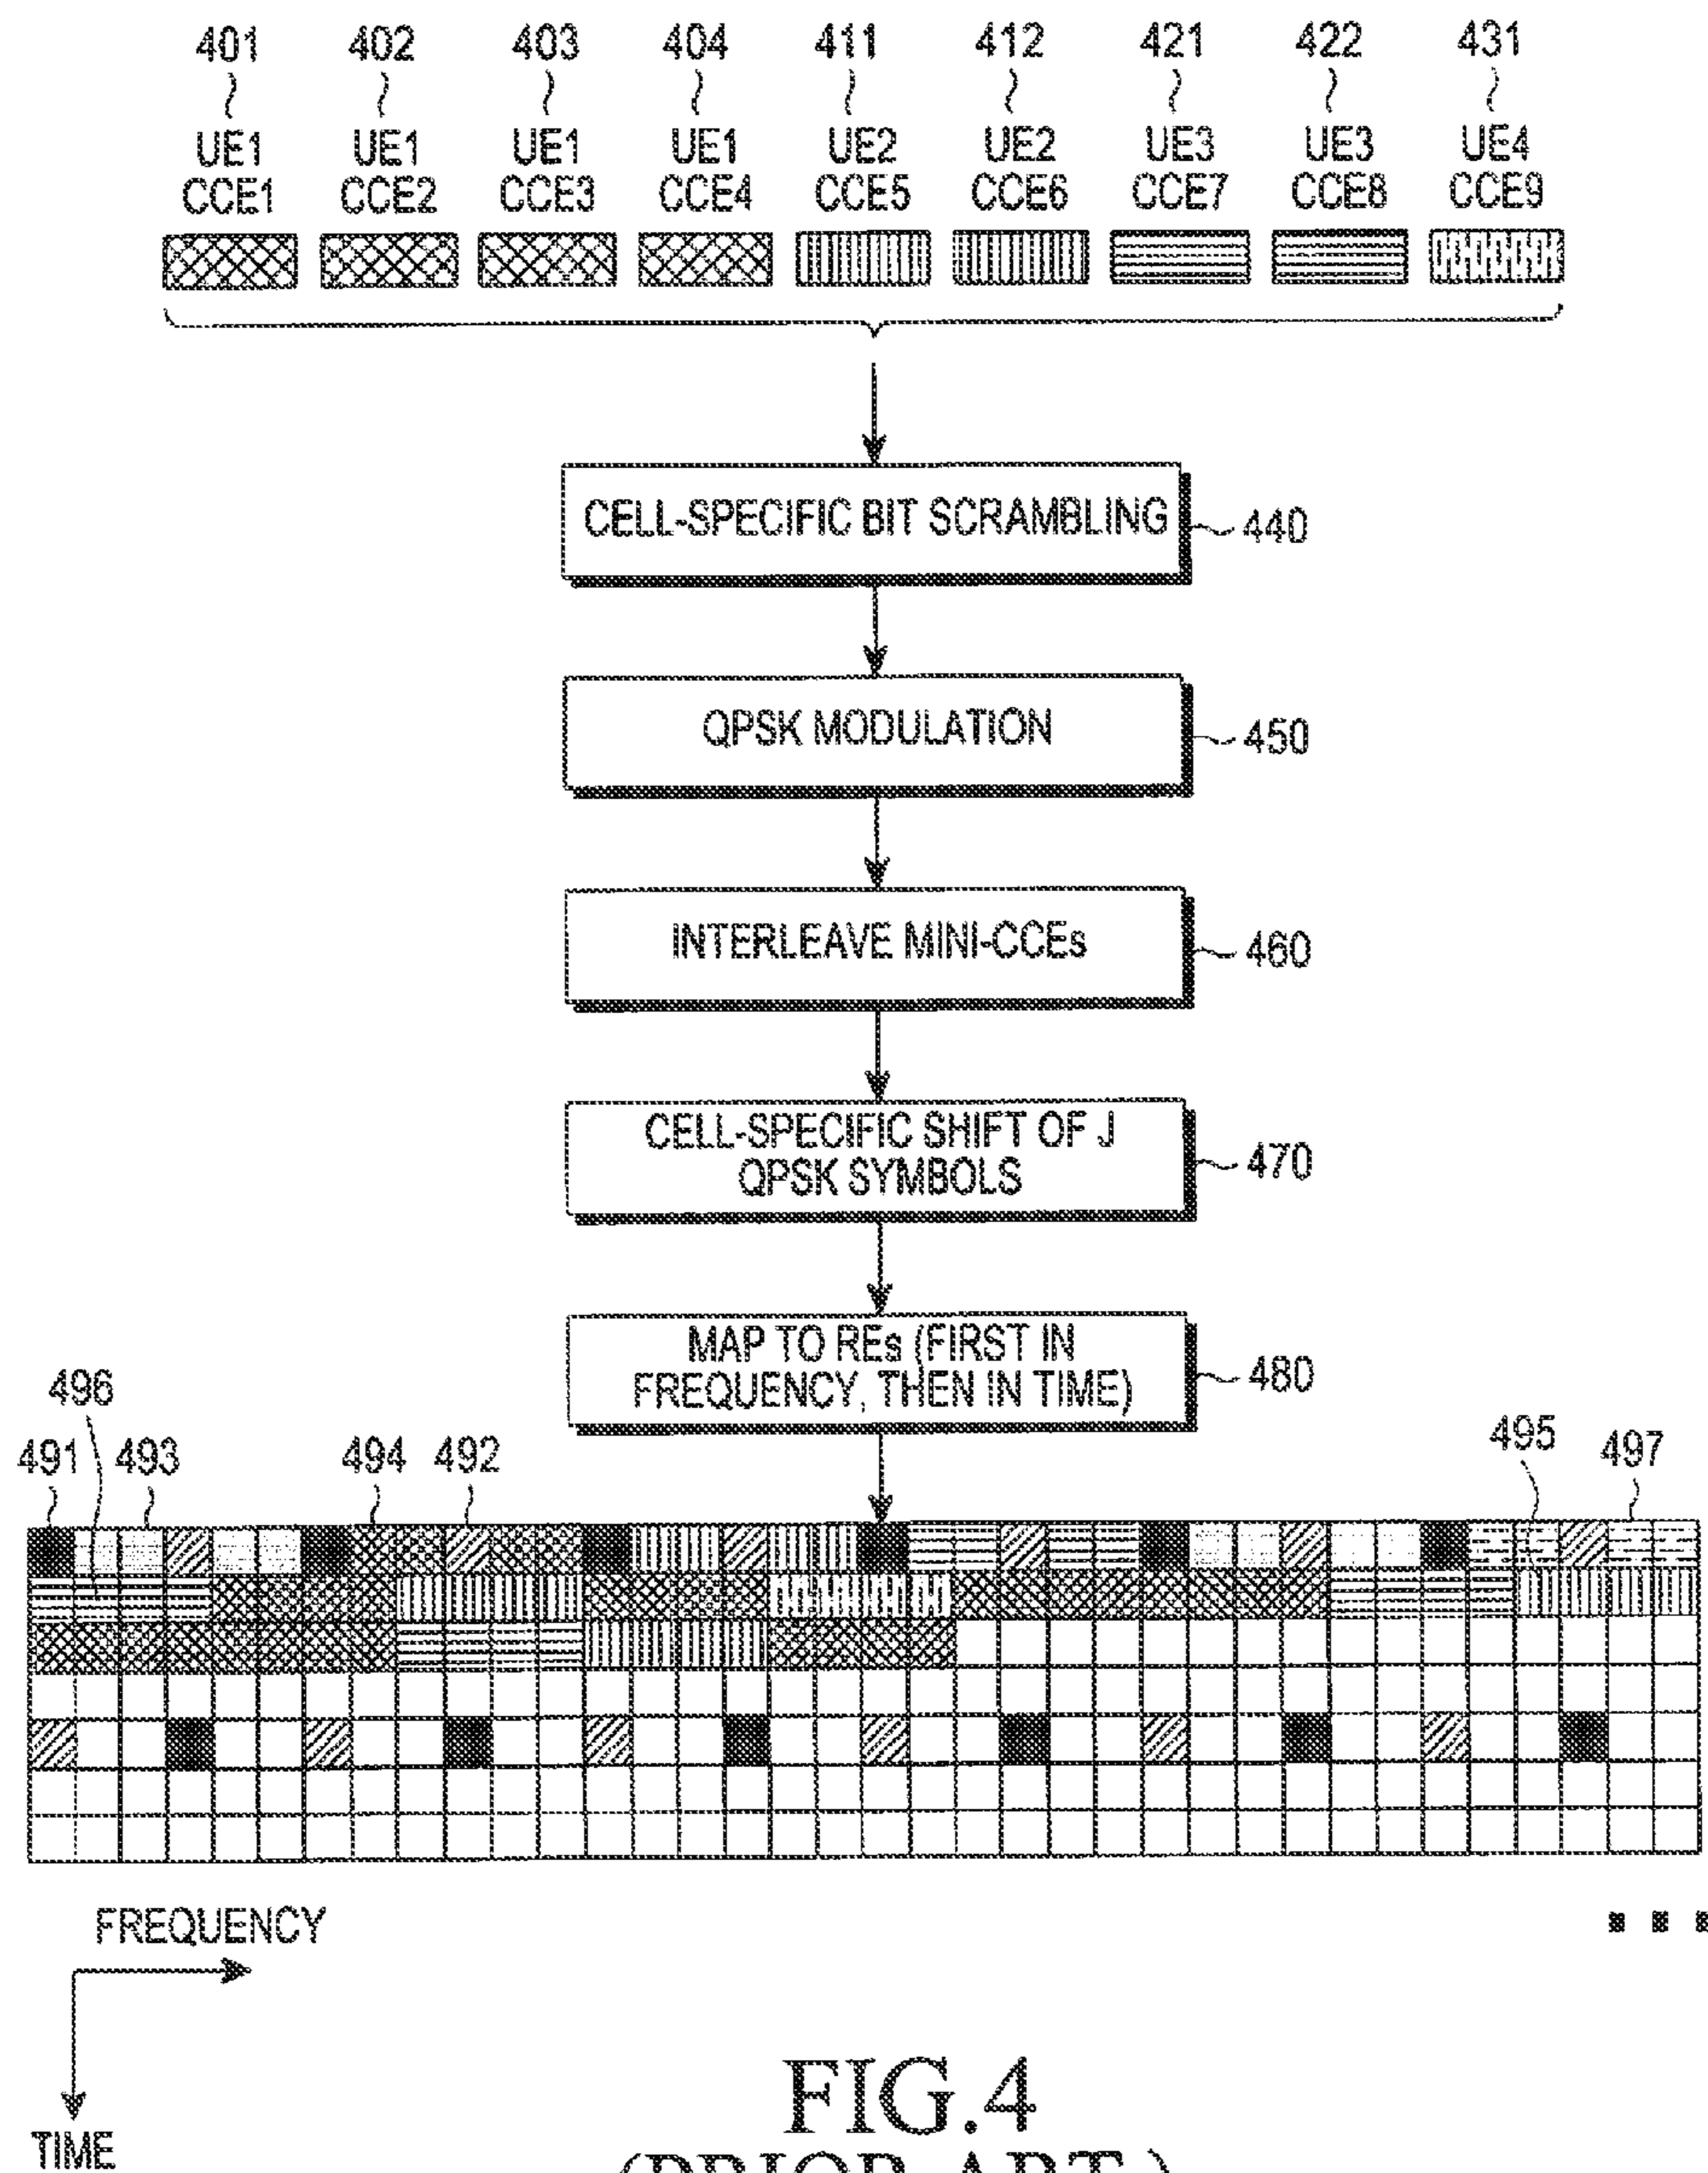 401 402 403 404 411 412 421 422 431
UE1 UE1 UE1 UE1 UE2 UE2 UE3 UE3 UE4
CCE1 CCE2 CCE3 CCE4 CCE5 CCE6 CCE7 CCE8 CCE9
CELL-SPECIFIC BIT SCRAMBLING
440
QPSK MODULATION
450
INTERLEAVE MINI-CCEs
460
CELL-SPECIFIC SHIFT OF J
QPSK SYMBOLS
470
MAP TO REs (FIRST IN
FREQUENCY, THEN IN TIME)
480
496
491 493 494 492 495 497
FREQUENCY
TIME
FIG.4
(PRIOR ART)